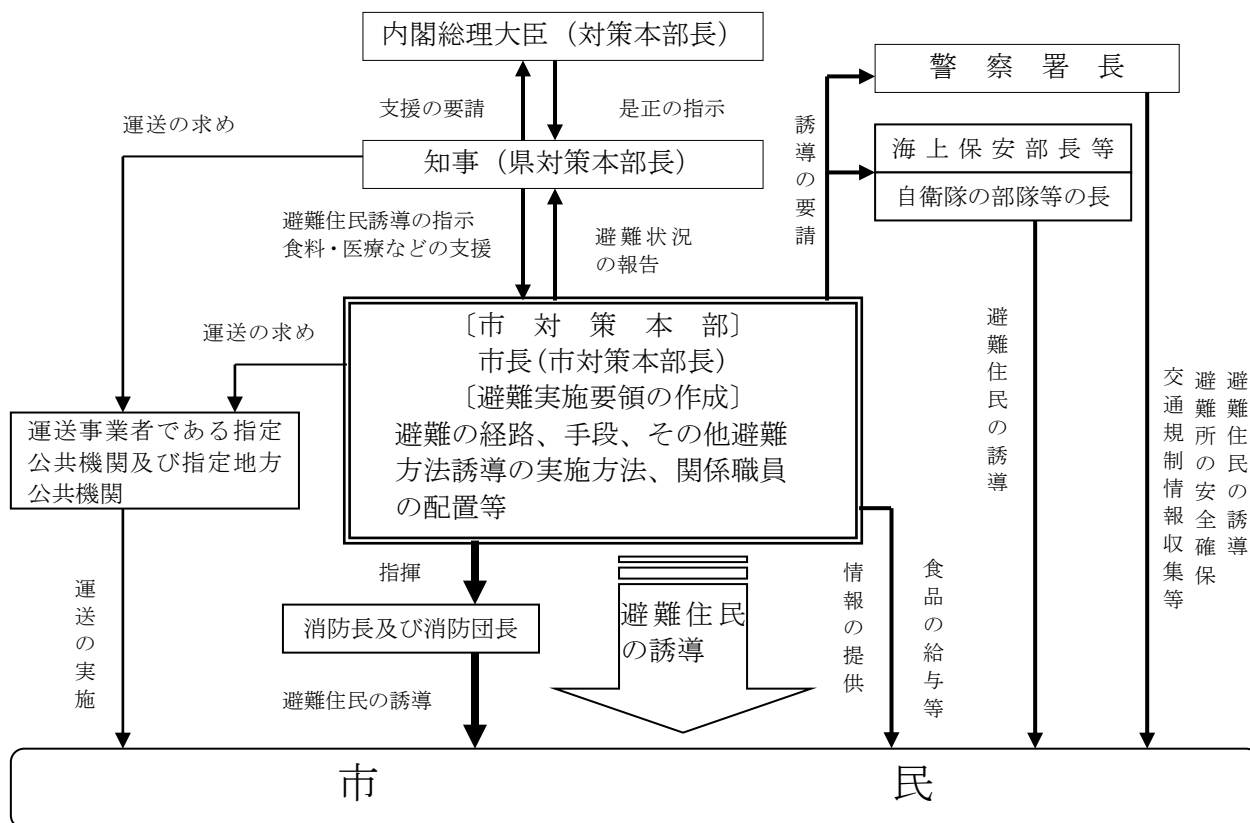 内閣総理大臣（対策本部長）
警察署長
支援の要請
是正の指示
運送の求め
誘導の要請
知事（県対策本部長）
海上保安部長等
自衛隊の部隊等の長
避難住民誘導の指示
食料・医療などの支援
避難状況
の報告
運送の求め
〔市対策本部〕
市長(市対策本部長)
〔避難実施要領の作成〕
避難の経路、手段、その他避難
方法誘導の実施方法、関係職員
の配置等
避難住民の誘導
避難住民の誘導
避難所の安全確保
交通規制情報収集等
運送事業者である指定
公共機関及び指定地方
公共機関
指揮
運送の実施
消防長及び消防団長
避難住民
の誘導
食品の給与等
情報の提供
避難住民の誘導
市民